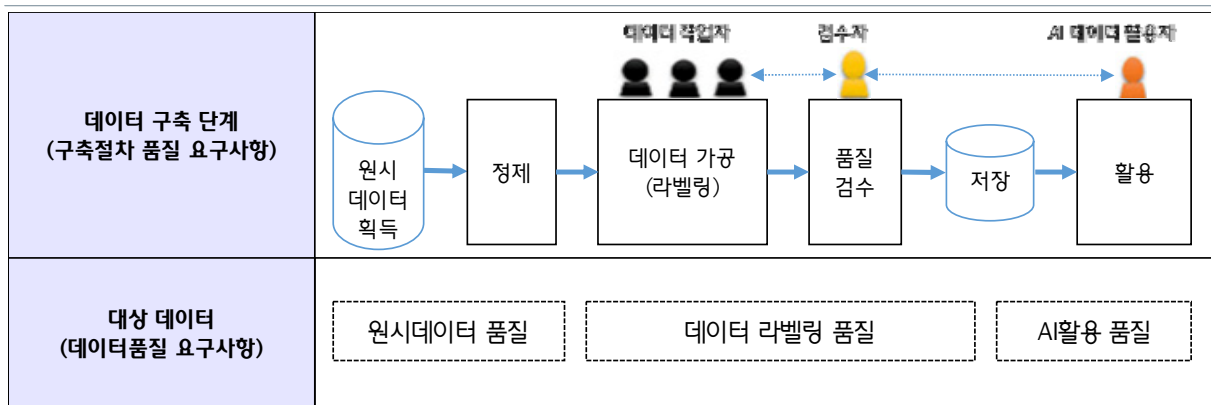 데이터 작업자 검수자 AI 데이터 활용자
데이터 구축 단계
(구축절차 품질 요구사항)
원시
데이터
획득
정제
데이터 가공
(라벨링)
품질
검수
저장
활용
대상 데이터
(데이터품질 요구사항)
원시데이터 품질
데이터 라벨링 품질
AI활용 품질